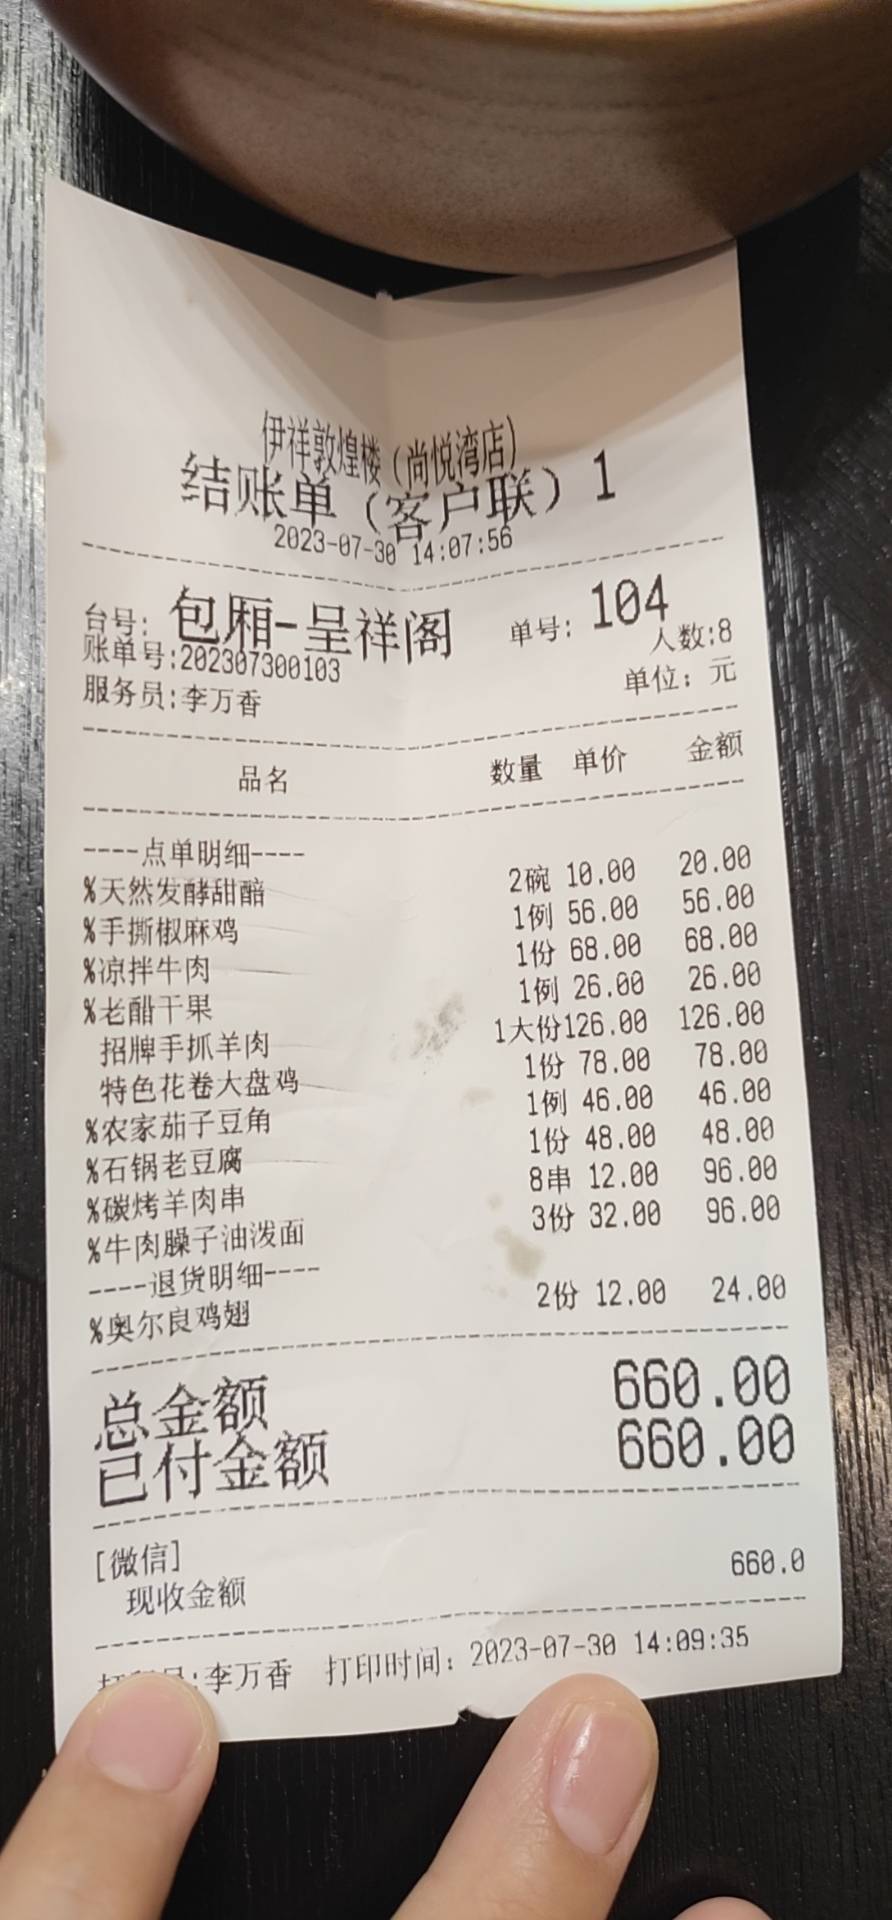 伊祥敦煌楼(尚悦湾店)
结账单(客户联)1
2023-07-30 14:07:56
台号: 包厢-呈祥阁 单号: 104
账单号:202307300103 人数:8
服务员:李万香 单位: 元
品名 数量 单价 金额
----点单明细----
%天然发酵甜醅 2碗 10.00 20.00
%手撕椒麻鸡 1例 56.00 56.00
%凉拌牛肉 1份 68.00 68.00
%老醋干果 1例 26.00 26.00
招牌手抓羊肉 1大份126.00 126.00
特色花卷大盘鸡 1份 78.00 78.00
%农家茄子豆角 1例 46.00 46.00
%石锅老豆腐 1份 48.00 48.00
%碳烤羊肉串 8串 12.00 96.00
%牛肉臊子油泼面 3份 32.00 96.00
----退货明细----
%奥尔良鸡翅 2份 12.00 24.00
总金额 660.00
已付金额 660.00
[微信]
现收金额 660.0
:李万香 打印时间: 2023-07-30 14:09:35